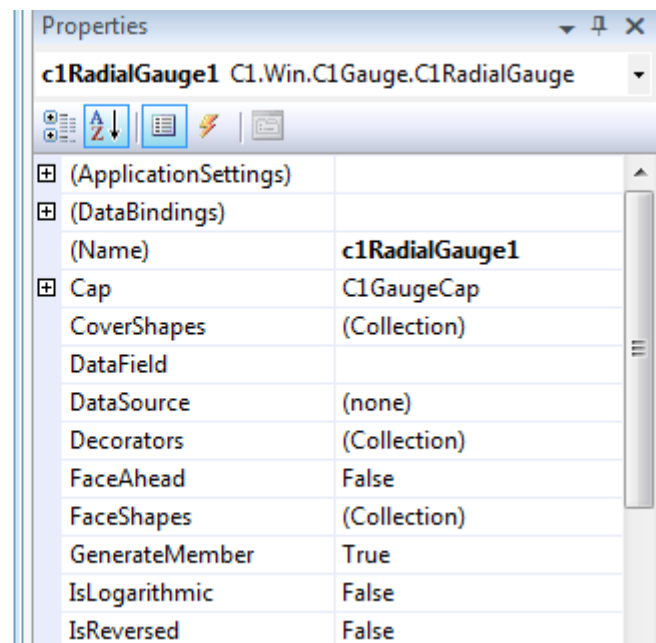 Properties
c1RadialGauge1 C1.Win.C1Gauge.C1RadialGauge
(ApplicationSettings)
(DataBindings)
(Name) c1RadialGauge1
Cap C1GaugeCap
CoverShapes (Collection)
DataField
DataSource (none)
Decorators (Collection)
FaceAhead False
FaceShapes (Collection)
GenerateMember True
IsLogarithmic False
IsReversed False